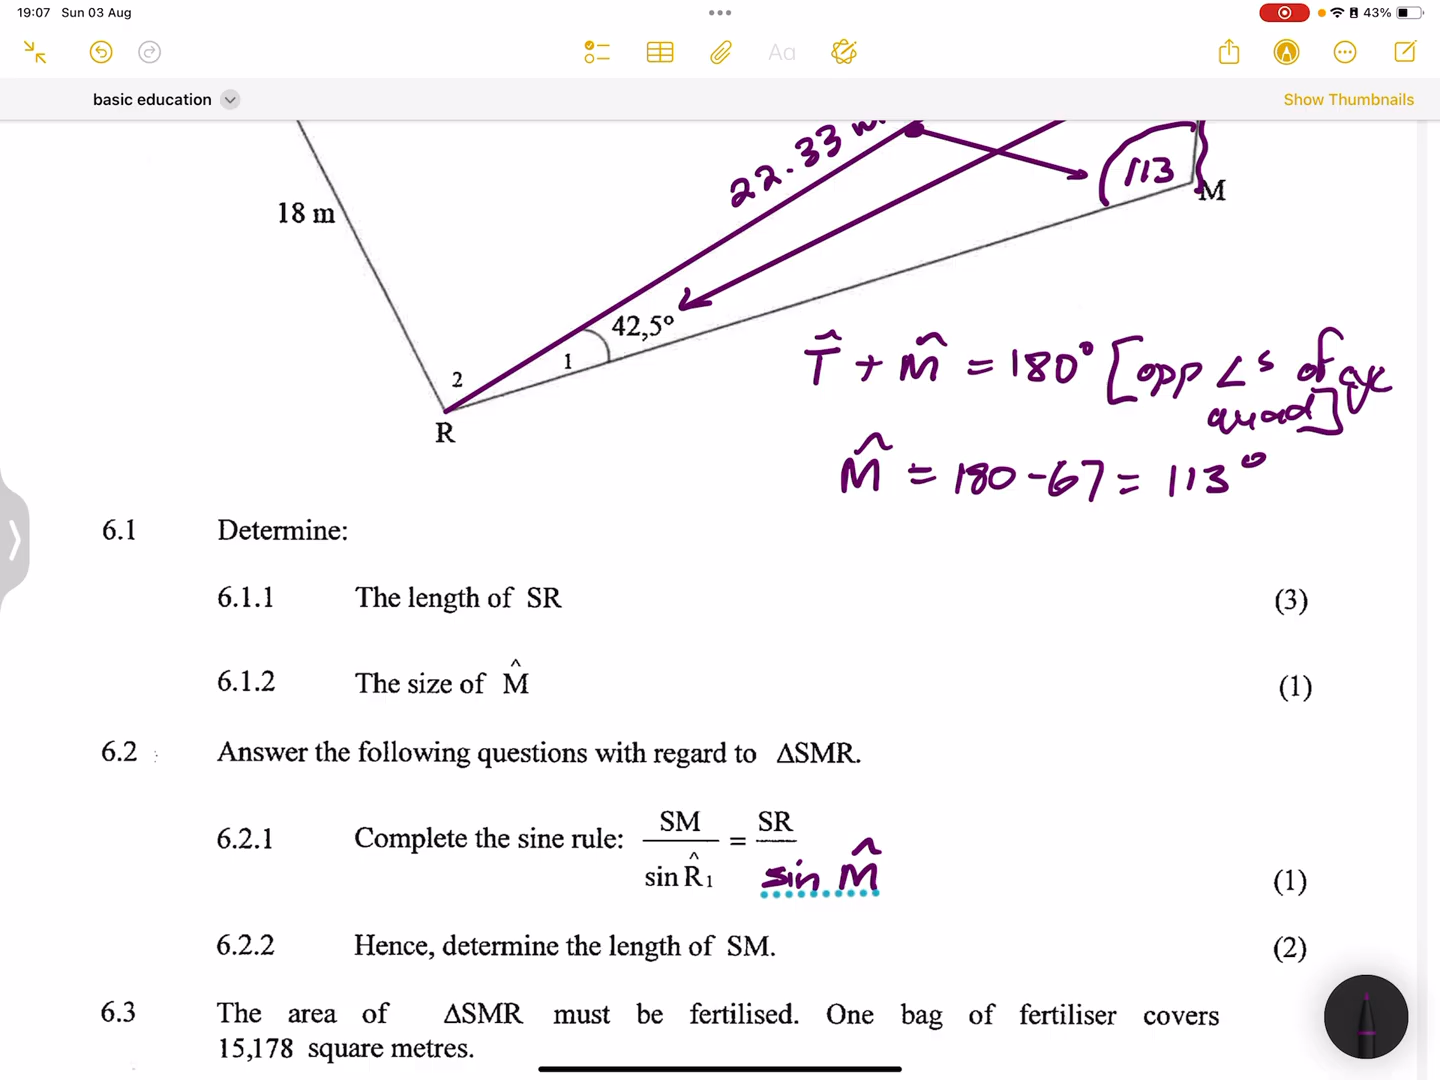 19:07 Sun 03 Aug
43%
Aa
basic education
Show Thumbnails
22.33 m
113
M
18 m
42,5º
1
2
R
T̂ + M̂ = 180° [opp ∠s of cyc
quad]
M̂ = 180 - 67 = 113°
6.1 Determine:
6.1.1 The length of SR (3)
6.1.2 The size of M̂ (1)
6.2 Answer the following questions with regard to ΔSMR.
6.2.1 Complete the sine rule: SM / sin R̂₁ = SR / sin M̂ (1)
6.2.2 Hence, determine the length of SM. (2)
6.3 The area of ΔSMR must be fertilised. One bag of fertiliser covers
15,178 square metres.